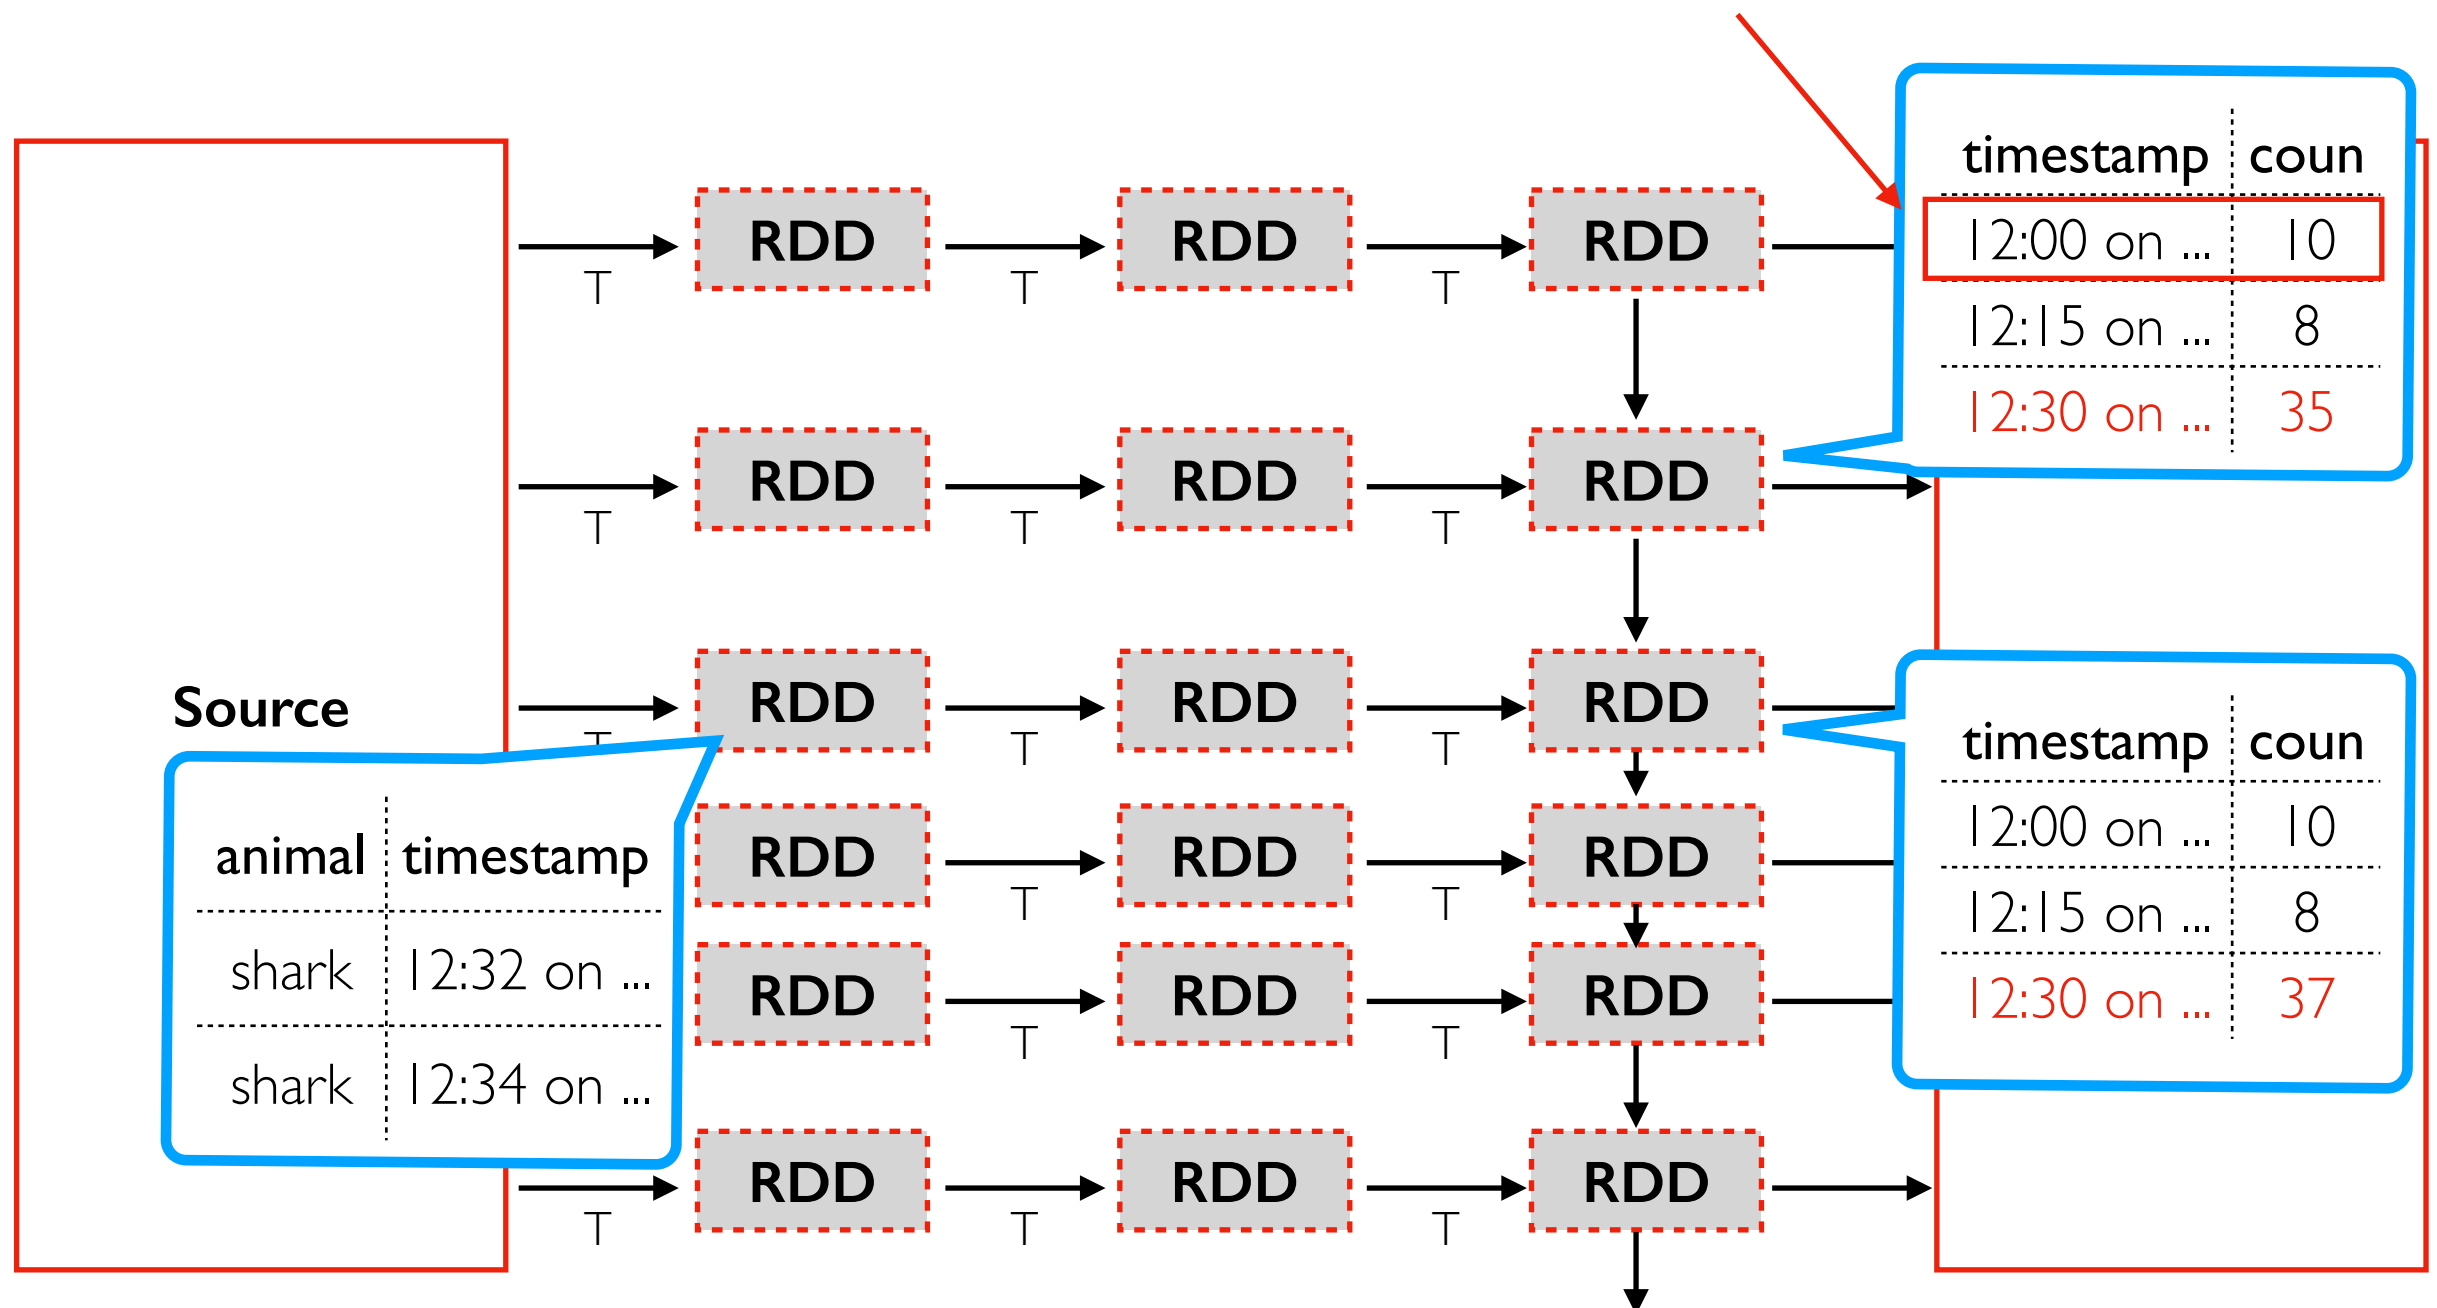 timestamp coun
12:00 on ... 10
12:15 on ... 8
12:30 on ... 35
RDD RDD RDD
T T T
RDD RDD RDD
T T T
Source
RDD RDD RDD
T T T
animal timestamp
shark 12:32 on ...
shark 12:34 on ...
timestamp coun
12:00 on ... 10
12:15 on ... 8
12:30 on ... 37
RDD RDD RDD
T T
RDD RDD RDD
T T
RDD RDD RDD
T T T